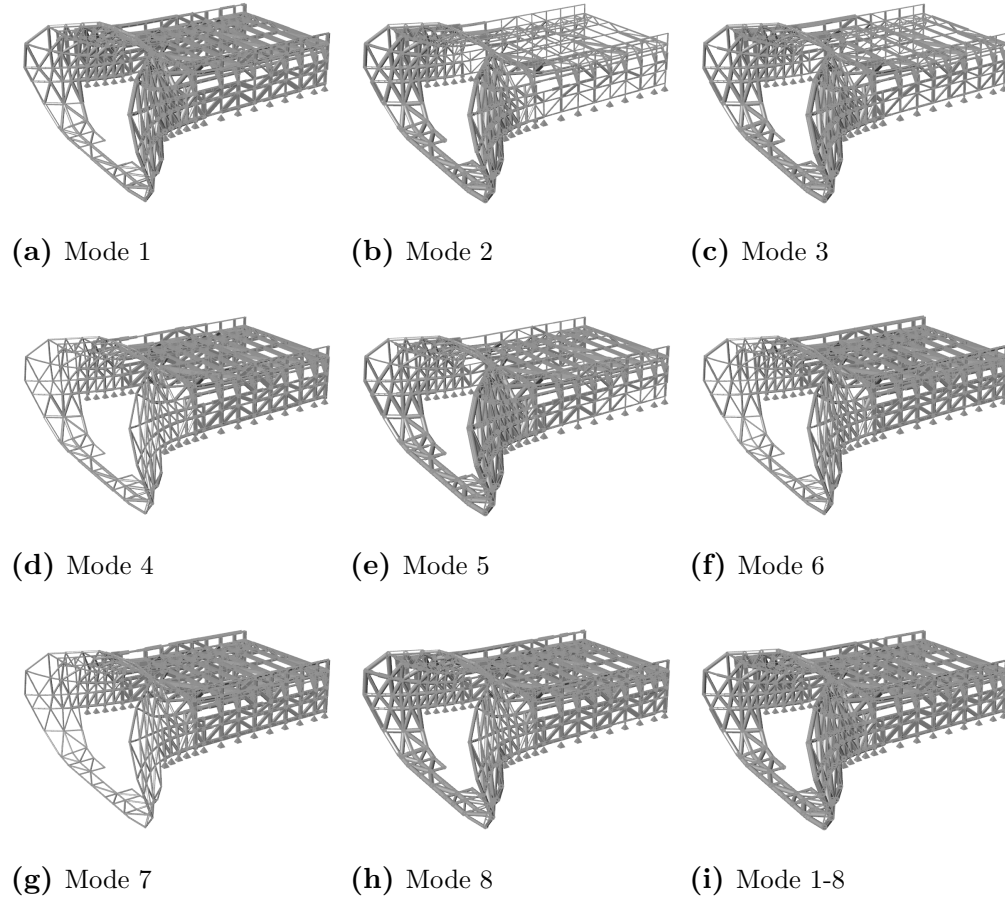 (a) Mode 1
(b) Mode 2
(c) Mode 3
(d) Mode 4
(e) Mode 5
(f) Mode 6
(g) Mode 7
(h) Mode 8
(i) Mode 1-8